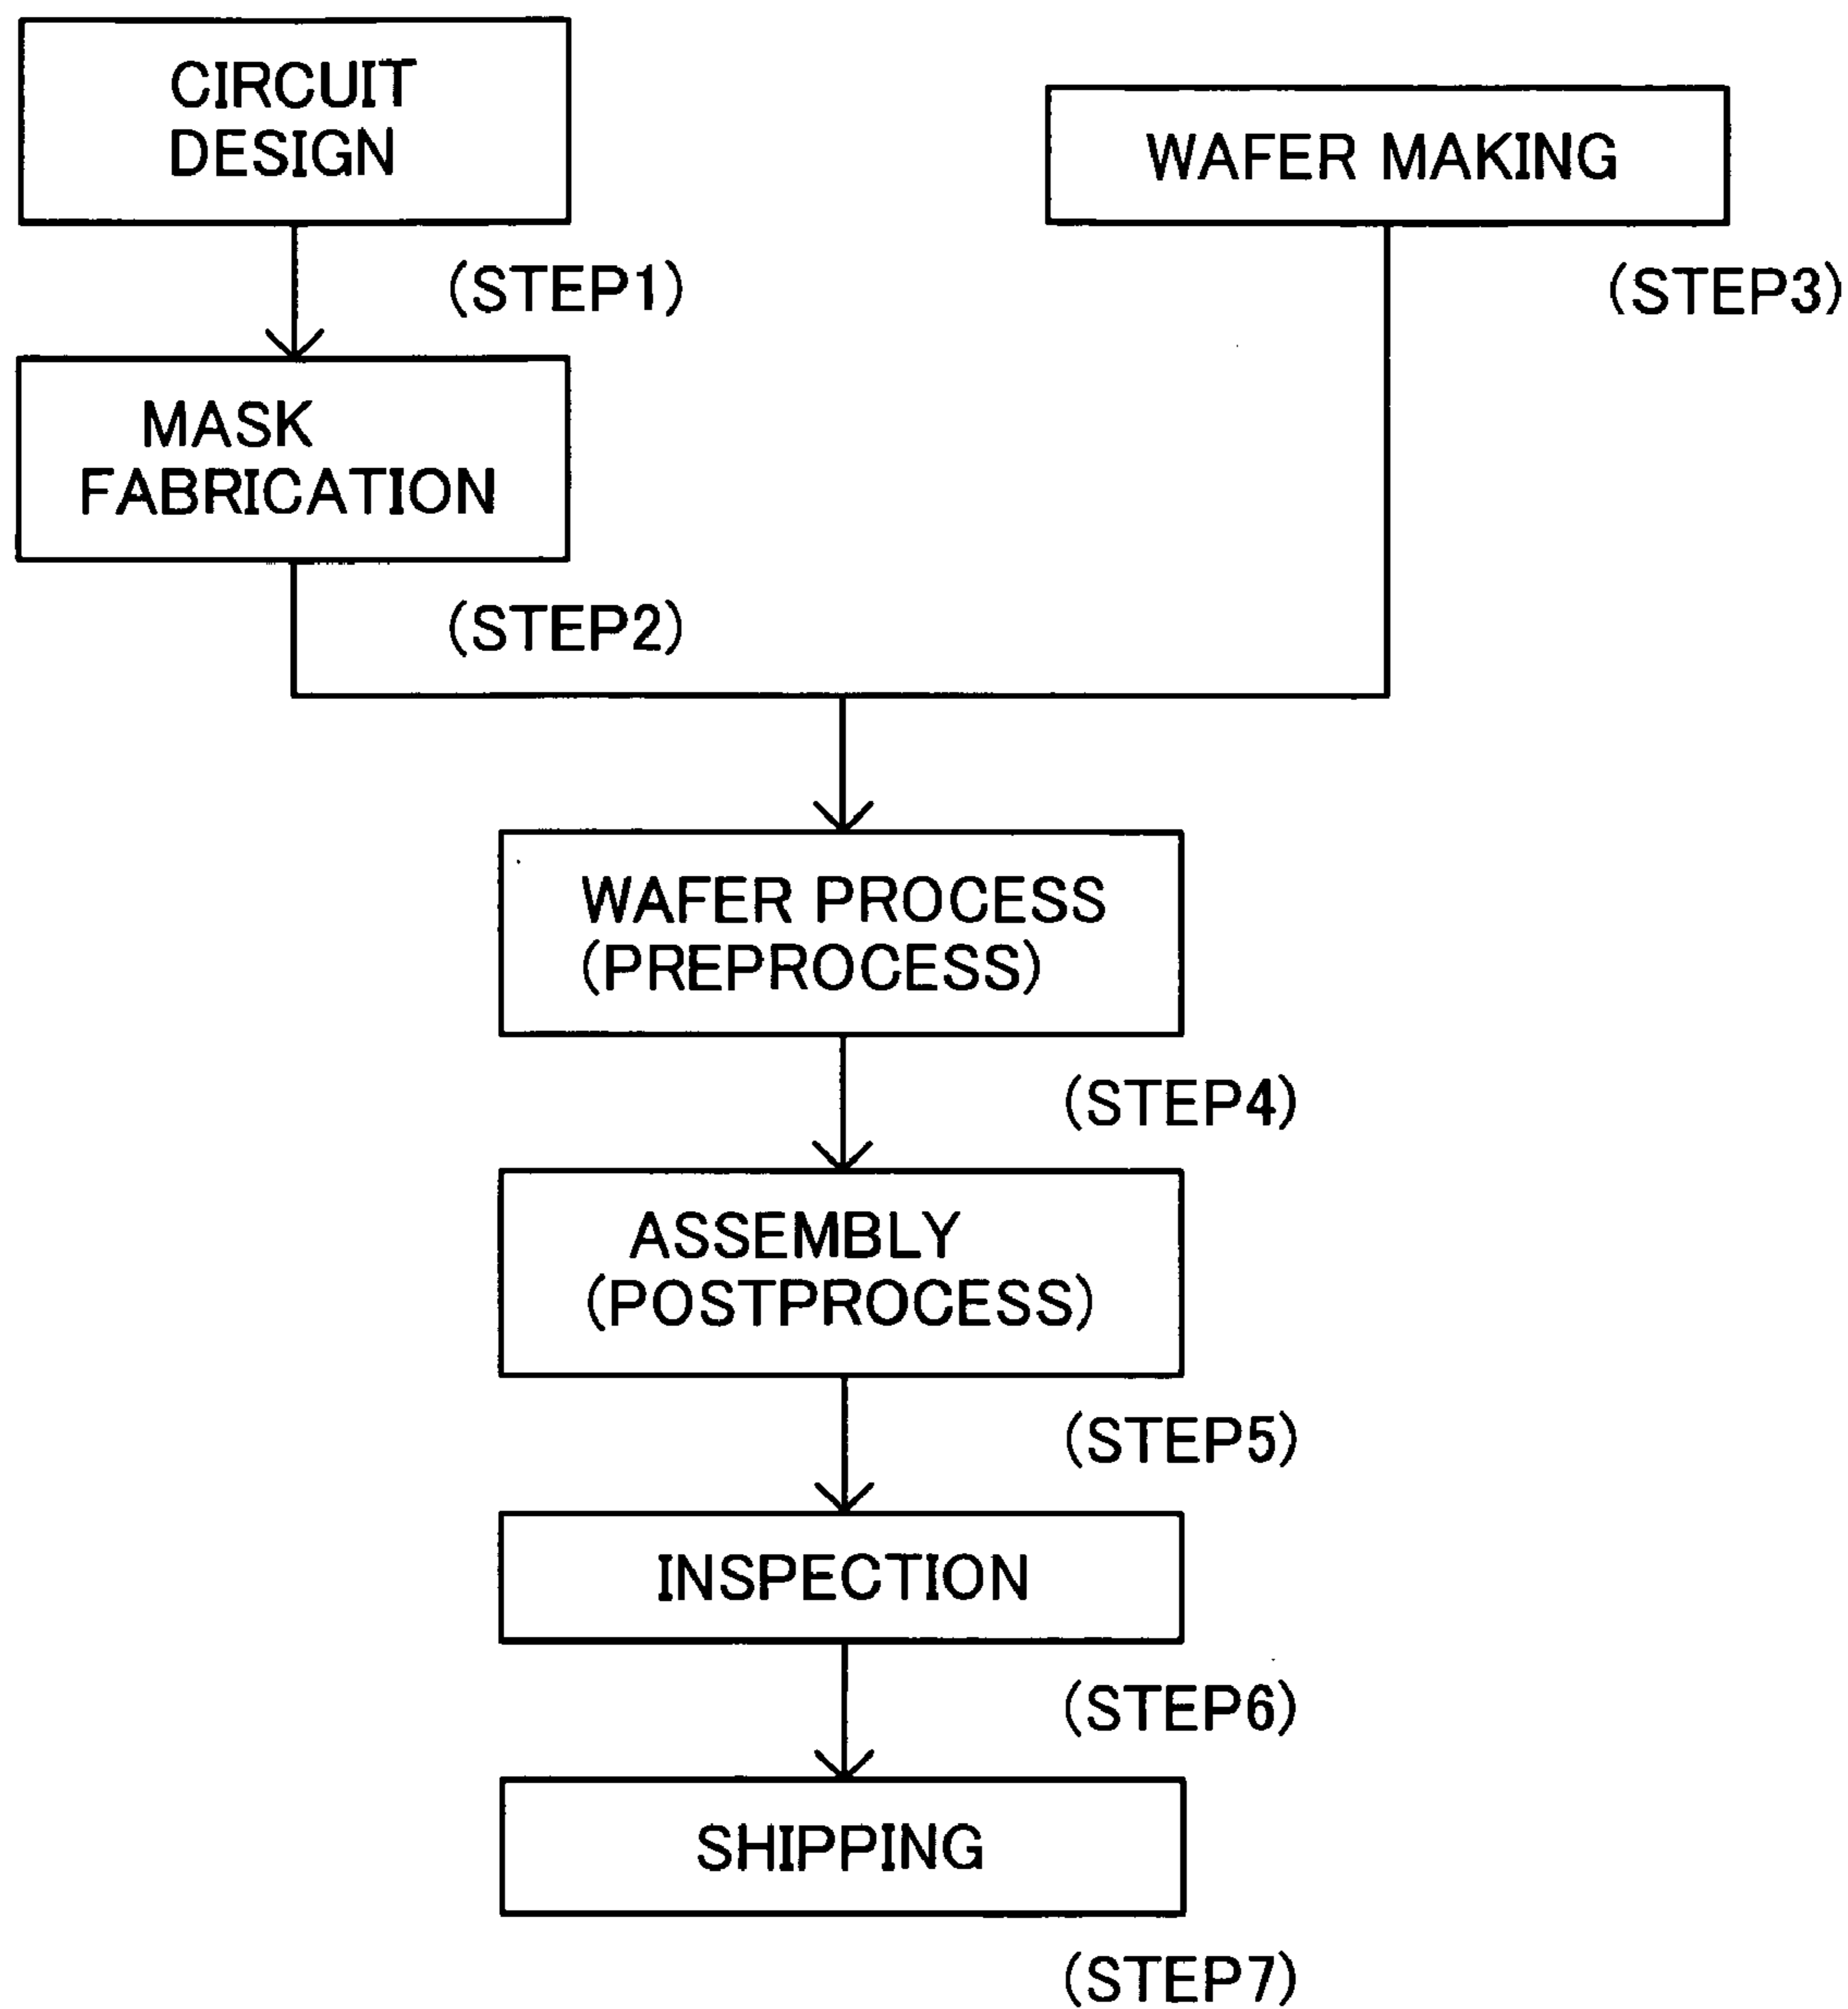 CIRCUIT
DESIGN
(STEP1)
MASK
FABRICATION
(STEP2)
WAFER MAKING
(STEP3)
WAFER PROCESS
(PREPROCESS)
(STEP4)
ASSEMBLY
(POSTPROCESS)
(STEP5)
INSPECTION
(STEP6)
SHIPPING
(STEP7)